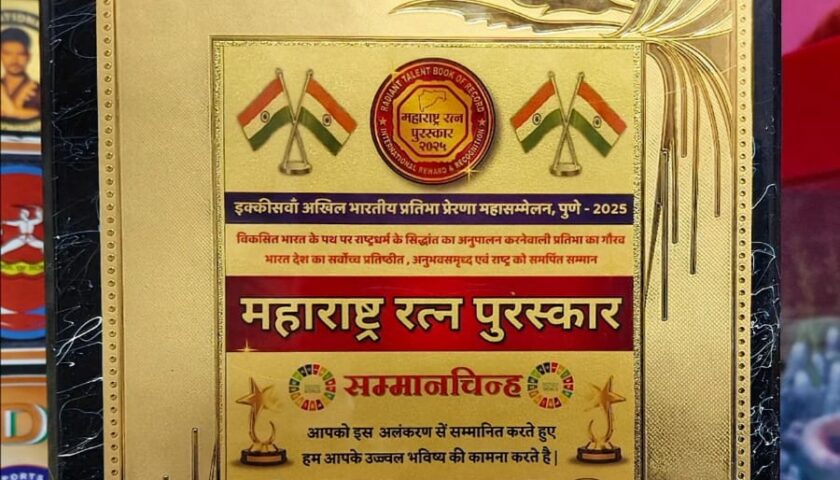 RADIANT TALENT BOOK OF RECORD
महाराष्ट्र रत्न
पुरस्कार
२०२५
INTERNATIONAL REWARD & RECOGNITION
इक्कीसवाँ अखिल भारतीय प्रतिभा प्रेरणा महासम्मेलन, पुणे - 2025
विकसित भारत के पथ पर राष्ट्रधर्म के सिद्धांत का अनुपालन करनेवाली प्रतिभा का गौरव
भारत देश का सर्वोच्च प्रतिष्ठीत , अनुभवसमृध्द एवं राष्ट्र को समर्पित सम्मान
महाराष्ट्र रत्न पुरस्कार
सम्मानचिन्ह
आपको इस अलंकरण सें सम्मानित करते हुए
हम आपके उज्ज्वल भविष्य की कामना करते है |